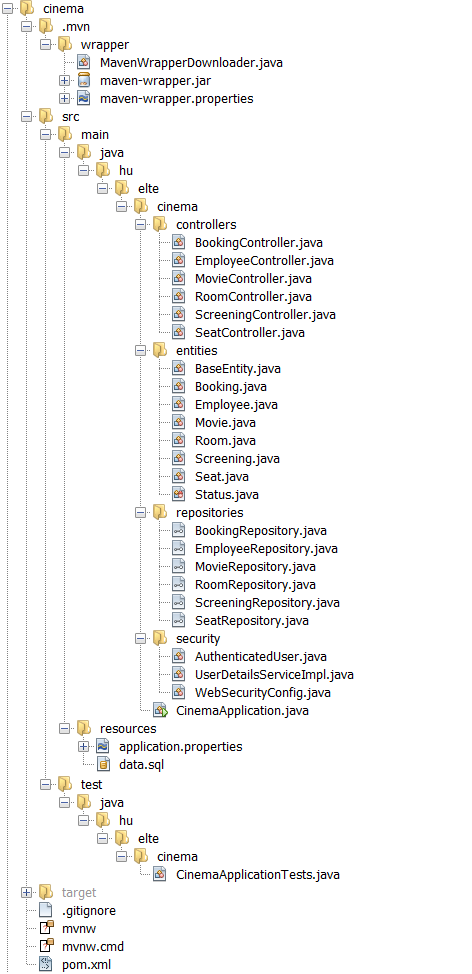 cinema
.mvn
wrapper
MavenWrapperDownloader.java
maven-wrapper.jar
maven-wrapper.properties
src
main
java
hu
elte
cinema
controllers
BookingController.java
EmployeeController.java
MovieController.java
RoomController.java
ScreeningController.java
SeatController.java
entities
BaseEntity.java
Booking.java
Employee.java
Movie.java
Room.java
Screening.java
Seat.java
Status.java
repositories
BookingRepository.java
EmployeeRepository.java
MovieRepository.java
RoomRepository.java
ScreeningRepository.java
SeatRepository.java
security
AuthenticatedUser.java
UserDetailsServiceImpl.java
WebSecurityConfig.java
CinemaApplication.java
resources
application.properties
data.sql
test
java
hu
elte
cinema
CinemaApplicationTests.java
target
.gitignore
mvnw
mvnw.cmd
pom.xml